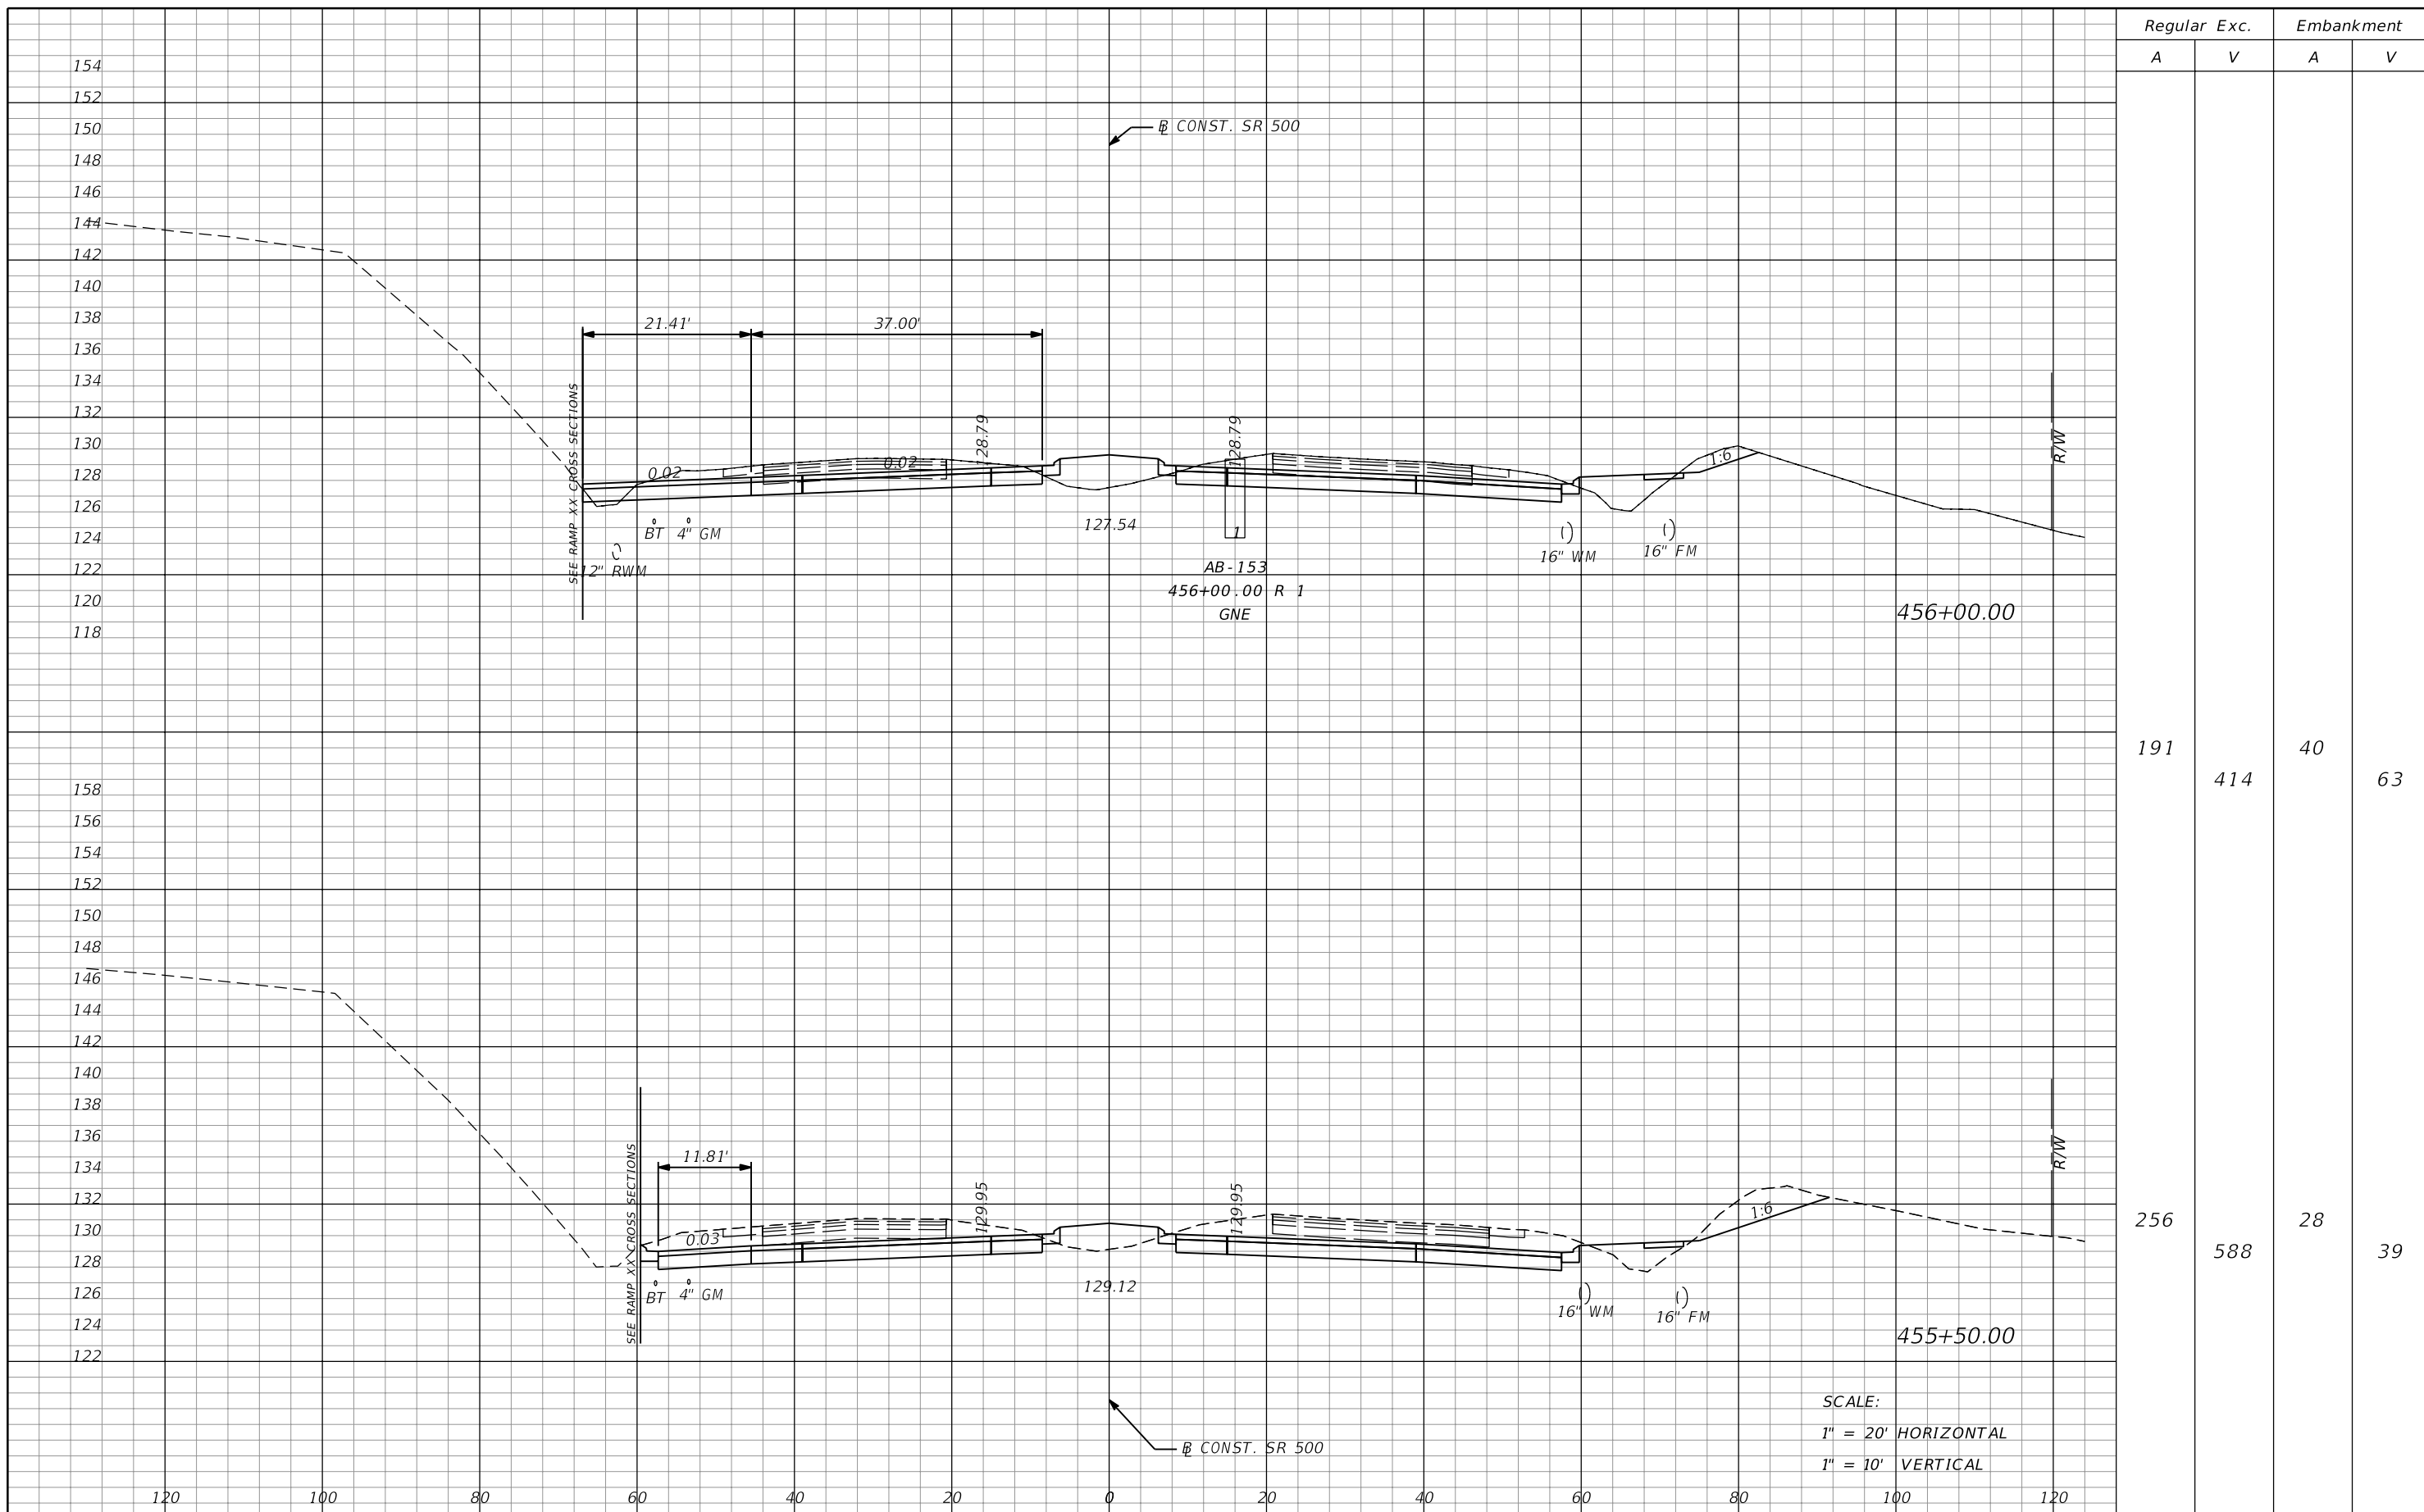 Regular Exc. Embankment
A V A V
154
152
150
148
146
144
142
140
138
136
134
132
130
128
126
124
122
120
118
℄ CONST. SR 500
21.41' 37.00'
SEE RAMP XX CROSS SECTIONS
0.02 0.02 128.79 128.79 1:6 R/W
BT 4" GM 127.54 1
12" RWM 16" WM 16" FM
AB-153
456+00.00 R 1
GNE
456+00.00
191 40
414 63
158
156
154
152
150
148
146
144
142
140
138
136
134
132
130
128
126
124
122
11.81'
SEE RAMP XX CROSS SECTIONS
0.03 129.95 129.95 1:6 R/W
BT 4" GM 129.12 16" WM 16" FM
455+50.00
256 28
588 39
℄ CONST. SR 500
SCALE:
1" = 20' HORIZONTAL
1" = 10' VERTICAL
120 100 80 60 40 20 0 20 40 60 80 100 120